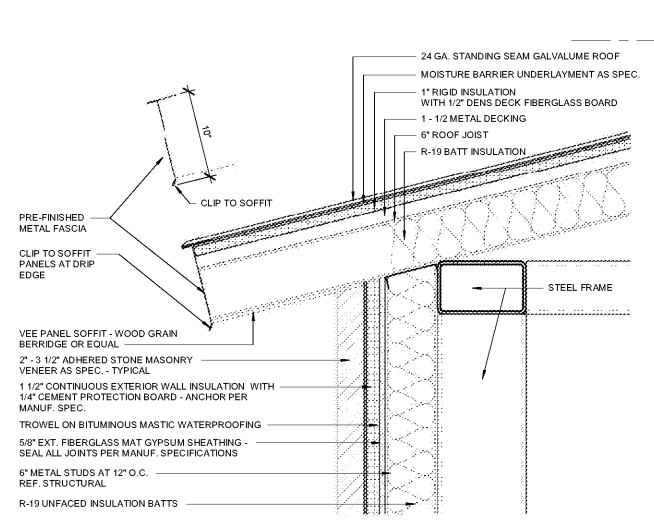 24 GA. STANDING SEAM GALVALUME ROOF
MOISTURE BARRIER UNDERLAYMENT AS SPEC.
1" RIGID INSULATION
WITH 1/2" DENS DECK FIBERGLASS BOARD
1 - 1/2 METAL DECKING
6" ROOF JOIST
R-19 BATT INSULATION
10"
CLIP TO SOFFIT
PRE-FINISHED
METAL FASCIA
CLIP TO SOFFIT
PANELS AT DRIP
EDGE
STEEL FRAME
VEE PANEL SOFFIT - WOOD GRAIN
BERRIDGE OR EQUAL
2" - 3 1/2" ADHERED STONE MASONRY
VENEER AS SPEC. - TYPICAL
1 1/2" CONTINUOUS EXTERIOR WALL INSULATION WITH
1/4" CEMENT PROTECTION BOARD - ANCHOR PER
MANUF. SPEC.
TROWEL ON BITUMINOUS MASTIC WATERPROOFING
5/8" EXT. FIBERGLASS MAT GYPSUM SHEATHING -
SEAL ALL JOINTS PER MANUF. SPECIFICATIONS
6" METAL STUDS AT 12" O.C.
REF. STRUCTURAL
R-19 UNFACED INSULATION BATTS